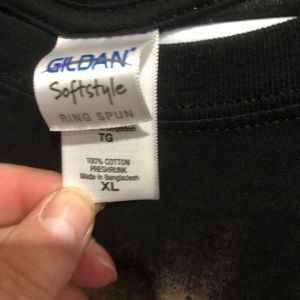 GILDAN
Softstyle
RING SPUN
TG
100% COTTON
PRESHRUNK
Made in Bangladesh
XL